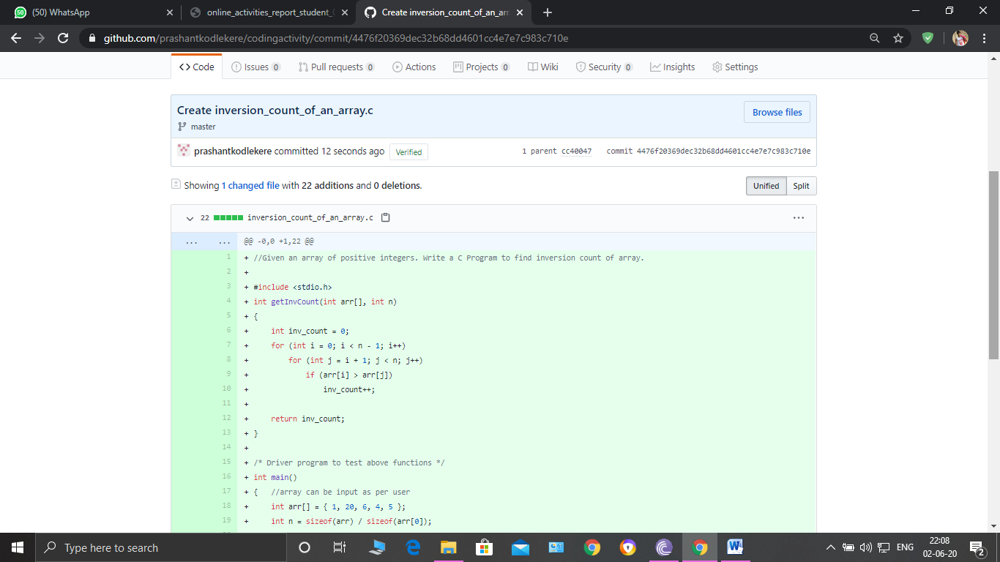 (50) WhatsApp
online_activities_report_student_
Create inversion_count_of_an_arr
github.com/prashantkodlekere/codingactivity/commit/4476f20369dec32b68dd4601cc4e7e7c983c710e
Code Issues 0 Pull requests 0 Actions Projects 0 Wiki Security 0 Insights Settings
Create inversion_count_of_an_array.c
Browse files
master
prashantkodlekere committed 12 seconds ago Verified 1 parent cc40047 commit 4476f20369dec32b68dd4601cc4e7e7c983c710e
Showing 1 changed file with 22 additions and 0 deletions. Unified Split
22 inversion_count_of_an_array.c ...
... ... @@ -0,0 +1,22 @@
1 + //Given an array of positive integers. Write a C Program to find inversion count of array.
2 +
3 + #include <stdio.h>
4 + int getInvCount(int arr[], int n)
5 + {
6 + int inv_count = 0;
7 + for (int i = 0; i < n - 1; i++)
8 + for (int j = i + 1; j < n; j++)
9 + if (arr[i] > arr[j])
10 + inv_count++;
11 +
12 + return inv_count;
13 + }
14 +
15 + /* Driver program to test above functions */
16 + int main()
17 + { //array can be input as per user
18 + int arr[] = { 1, 20, 6, 4, 5 };
19 + int n = sizeof(arr) / sizeof(arr[0]);
Type here to search
ENG
22:08
02-06-20
2